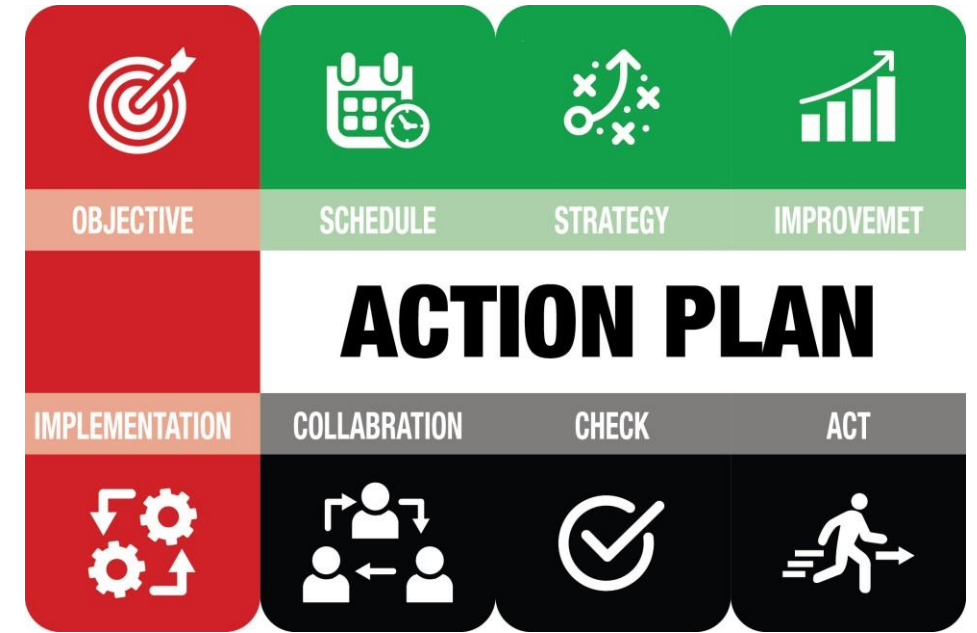 OBJECTIVE
SCHEDULE
STRATEGY
IMPROVEMET
ACTION PLAN
IMPLEMENTATION
COLLABRATION
CHECK
ACT